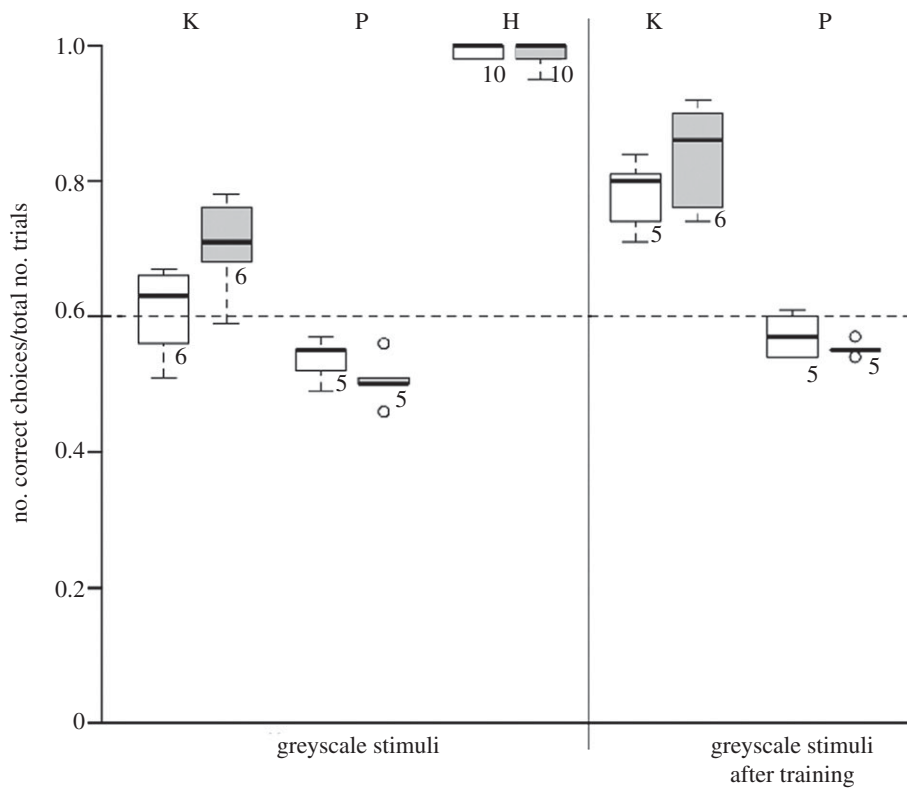 K P H K P
1.0
10 10
0.8
5 6
6
0.6
6
5 5
5 5
0.4
0.2
0
no. correct choices/total no. trials
greyscale stimuli
greyscale stimuli
after training